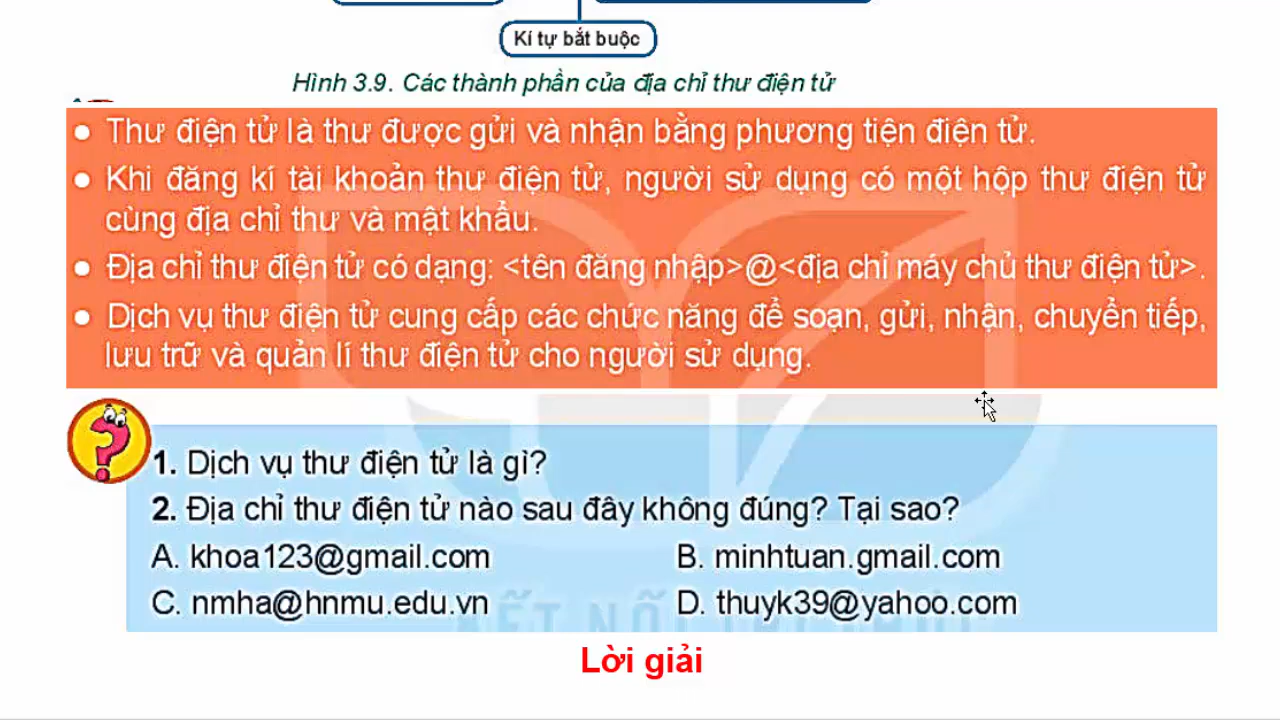 Kí tự bắt buộc
Hình 3.9. Các thành phần của địa chỉ thư điện tử
• Thư điện tử là thư được gửi và nhận bằng phương tiện điện tử.
• Khi đăng kí tài khoản thư điện tử, người sử dụng có một hộp thư điện tử
cùng địa chỉ thư và mật khẩu.
• Địa chỉ thư điện tử có dạng: <tên đăng nhập>@<địa chỉ máy chủ thư điện tử>.
• Dịch vụ thư điện tử cung cấp các chức năng để soạn, gửi, nhận, chuyển tiếp,
lưu trữ và quản lí thư điện tử cho người sử dụng.
1. Dịch vụ thư điện tử là gì?
2. Địa chỉ thư điện tử nào sau đây không đúng? Tại sao?
A. khoa123@gmail.com B. minhtuan.gmail.com
C. nmha@hnmu.edu.vn D. thuyk39@yahoo.com
KẾT NỐI TRI THỨC
Lời giải